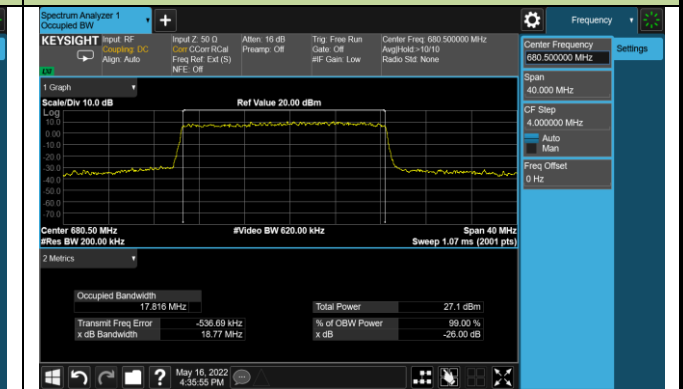 Spectrum Analyzer 1
Occupied BW
+
Frequency
KEYSIGHT
Input: RF
Coupling: DC
Align: Auto
Input Z: 50 Ω
Corr CCorr RCal
Freq Ref: Ext (S)
NFE: Off
Atten: 16 dB
Preamp: Off
Trig: Free Run
Gate: Off
#IF Gain: Low
Center Freq: 680.500000 MHz
Avg|Hold:>10/10
Radio Std: None
Center Frequency
680.500000 MHz
Settings
Span
40.000 MHz
CF Step
4.000000 MHz
Auto
Man
Freq Offset
0 Hz
1 Graph
Scale/Div 10.0 dB
Ref Value 20.00 dBm
Log
10.0
0.00
-10.0
-20.0
-30.0
-40.0
-50.0
-60.0
-70.0
Center 680.50 MHz
#Video BW 620.00 kHz
Span 40 MHz
#Res BW 200.00 kHz
Sweep 1.07 ms (2001 pts)
2 Metrics
Occupied Bandwidth
17.816 MHz
Total Power 27.1 dBm
Transmit Freq Error -536.69 kHz
% of OBW Power 99.00 %
x dB Bandwidth 18.77 MHz
x dB -26.00 dB
?
May 16, 2022
4:35:55 PM